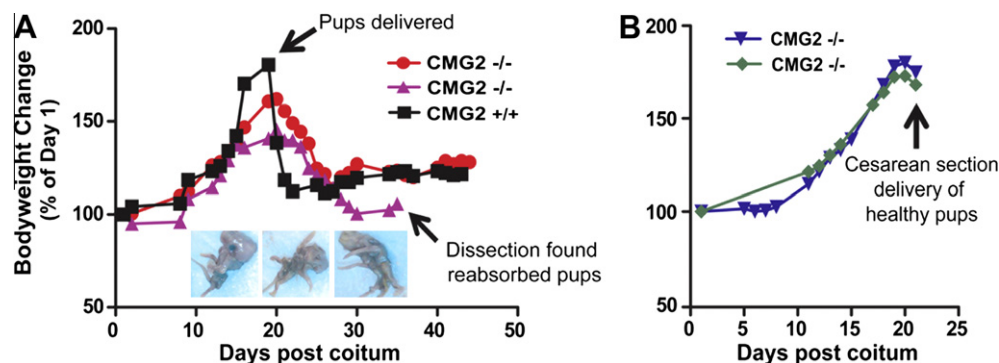 A
Bodyweight Change
(% of Day 1)
200
150
100
50
0
10
20
30
40
50
Days post coitum
Pups delivered
CMG2 -/-
CMG2 -/-
CMG2 +/+
Dissection found
reabsorbed pups
B
200
150
100
50
0
5
10
15
20
25
Days post coitum
CMG2 -/-
CMG2 -/-
Cesarean section
delivery of
healthy pups